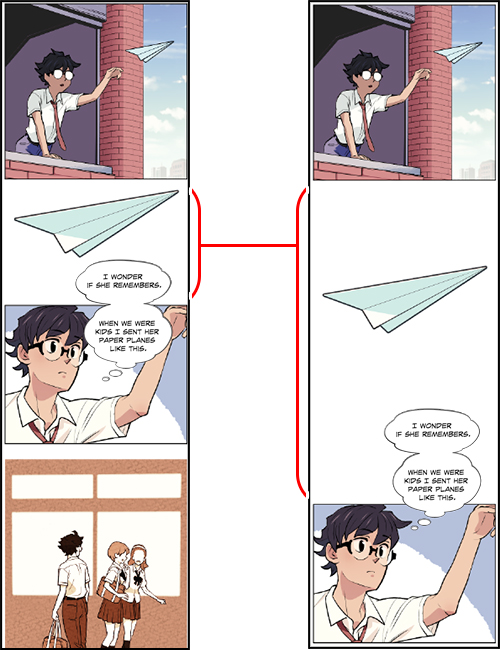 I WONDER
IF SHE REMEMBERS.
WHEN WE WERE
KIDS I SENT HER
PAPER PLANES
LIKE THIS.
I WONDER
IF SHE REMEMBERS.
WHEN WE WERE
KIDS I SENT HER
PAPER PLANES
LIKE THIS.